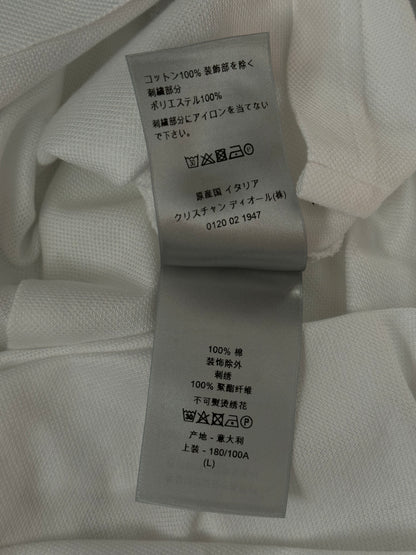 コットン100% 装飾部を除く
刺繍部分
ポリエステル100%
刺繍部分にアイロンを当てない
で下さい。
原産国 イタリア
クリスチャン ディオール(株)
0120 02 1947
100% 棉
装饰除外
刺绣
100% 聚酯纤维
不可熨烫绣花
产地 - 意大利
上装 - 180/100A
(L)